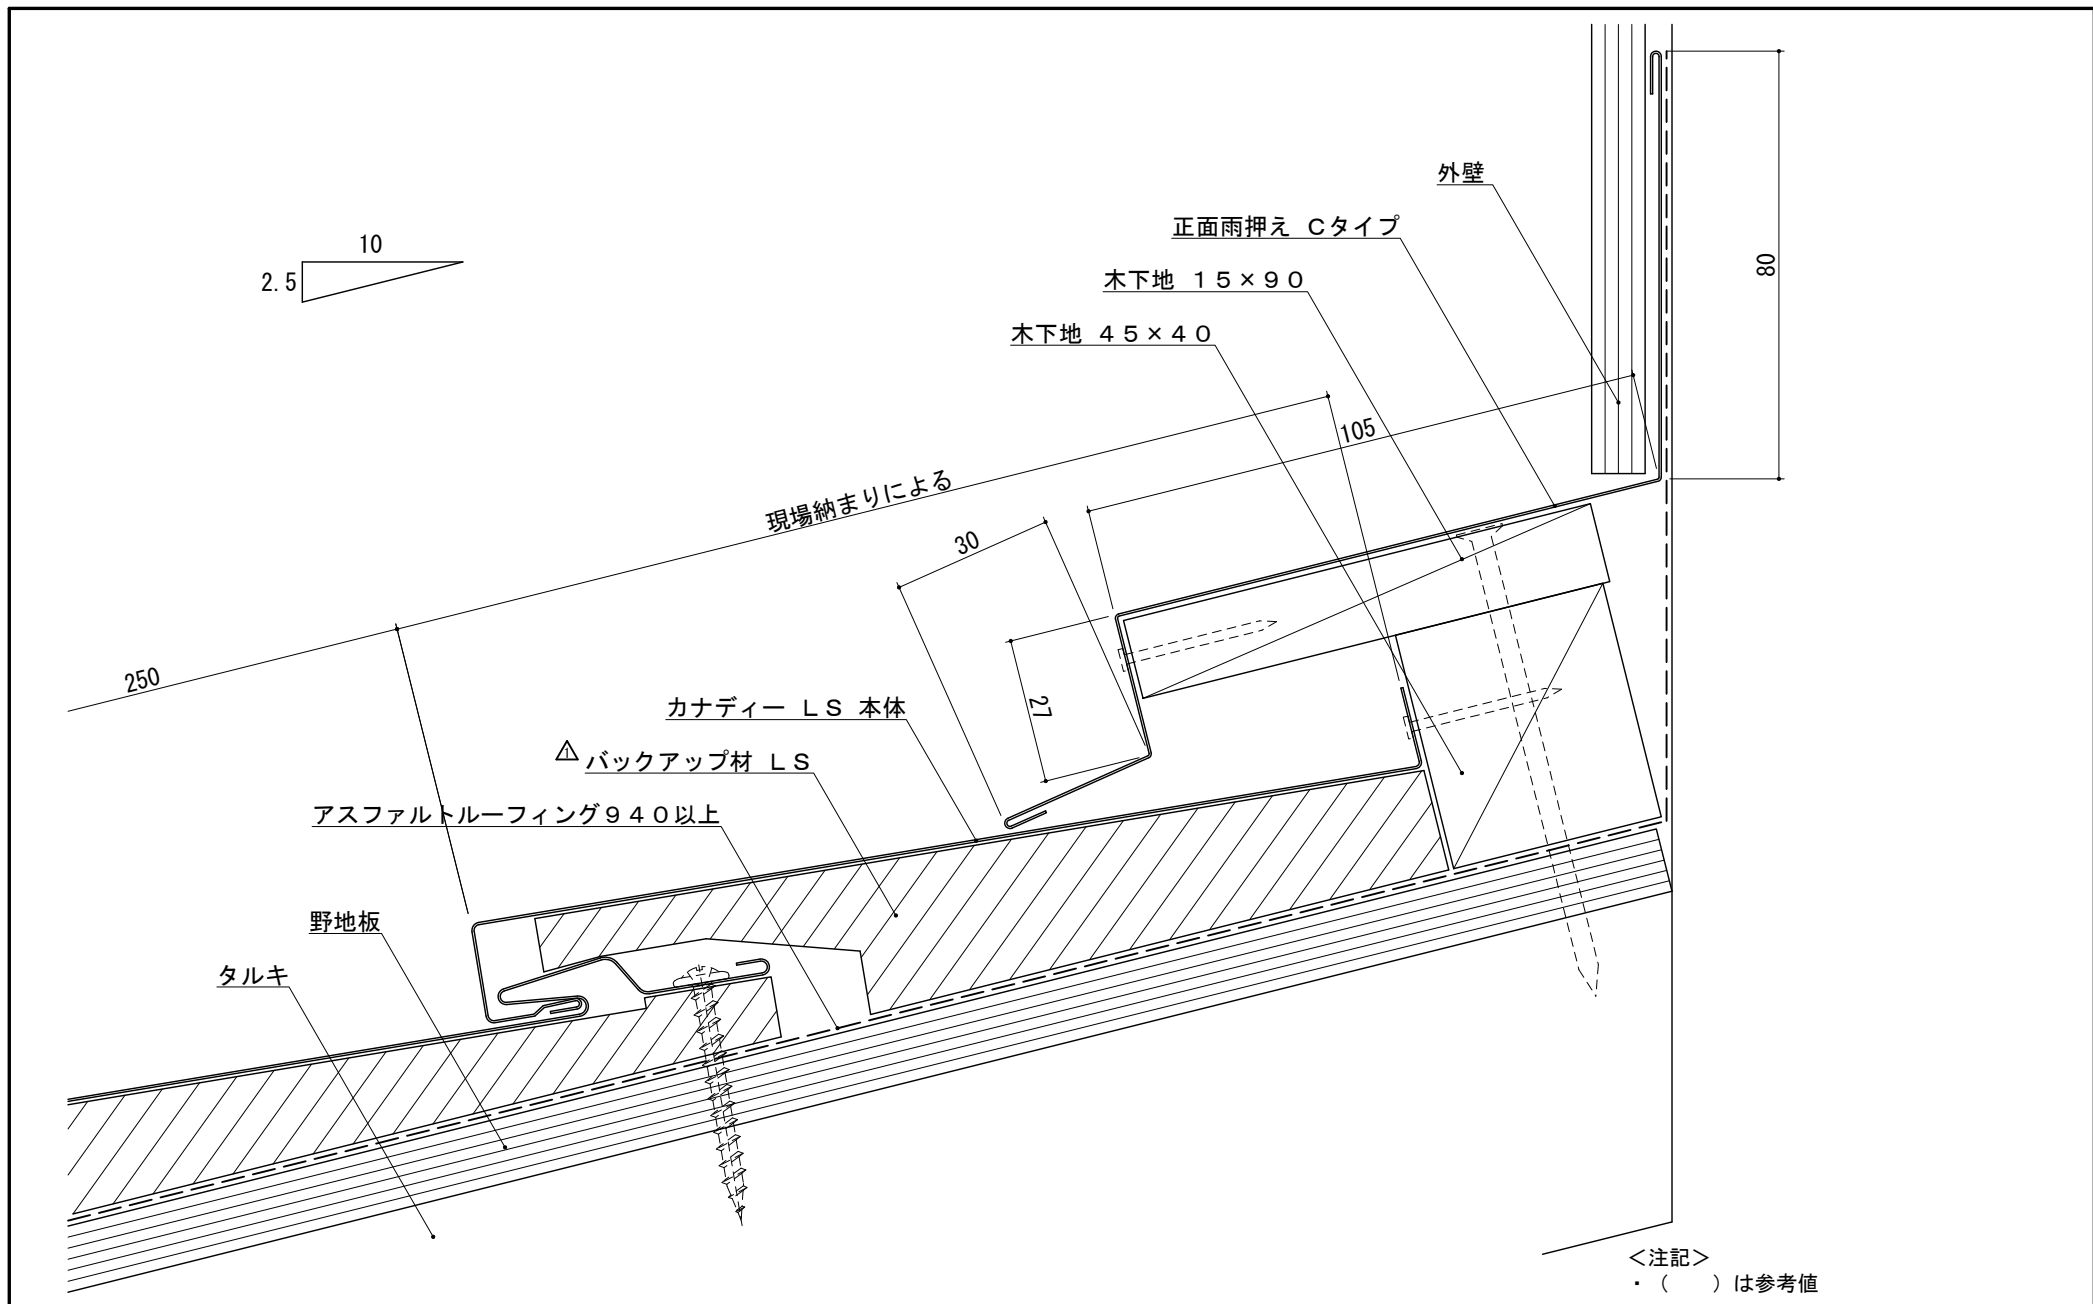 外壁
正面雨押え Ｃタイプ
10
2.5
80
木下地 １５×９０
木下地 ４５×４０
105
現場納まりによる
30
250
27
カナディー ＬＳ 本体
1
バックアップ材 ＬＳ
アスファルトルーフィング９４０以上
野地板
タルキ
＜注記＞
・（　　）は参考値